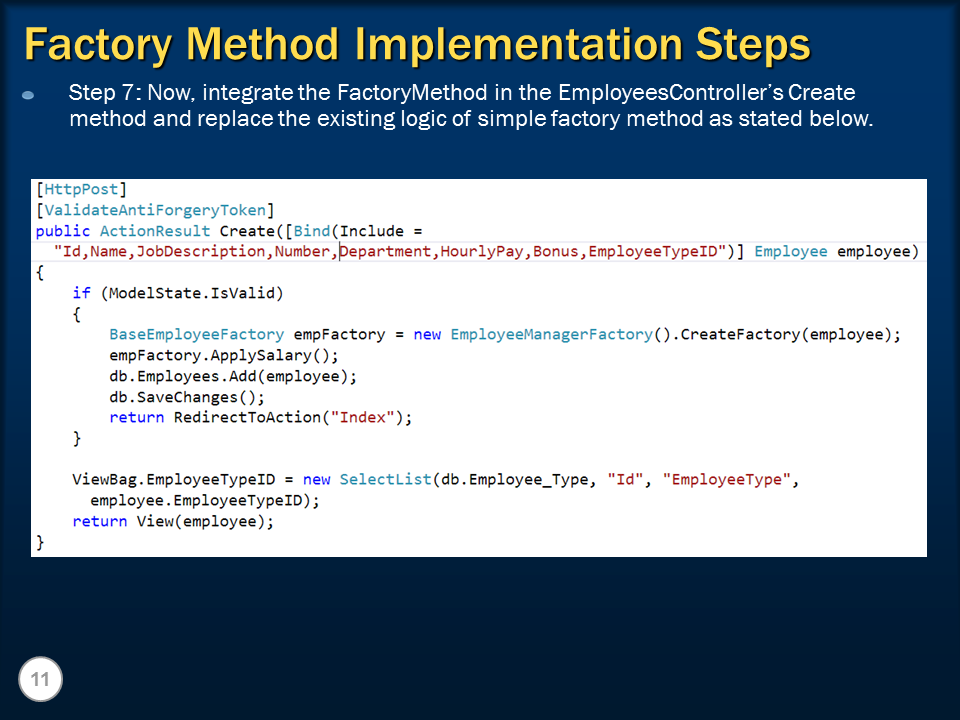 Factory Method Implementation Steps
Step 7: Now, integrate the FactoryMethod in the EmployeesController’s Create
method and replace the existing logic of simple factory method as stated below.
[HttpPost]
[ValidateAntiForgeryToken]
public ActionResult Create([Bind(Include =
"Id,Name,JobDescription,Number,Department,HourlyPay,Bonus,EmployeeTypeID")] Employee employee)
{
if (ModelState.IsValid)
{
BaseEmployeeFactory empFactory = new EmployeeManagerFactory().CreateFactory(employee);
empFactory.ApplySalary();
db.Employees.Add(employee);
db.SaveChanges();
return RedirectToAction("Index");
}
ViewBag.EmployeeTypeID = new SelectList(db.Employee_Type, "Id", "EmployeeType",
employee.EmployeeTypeID);
return View(employee);
}
11